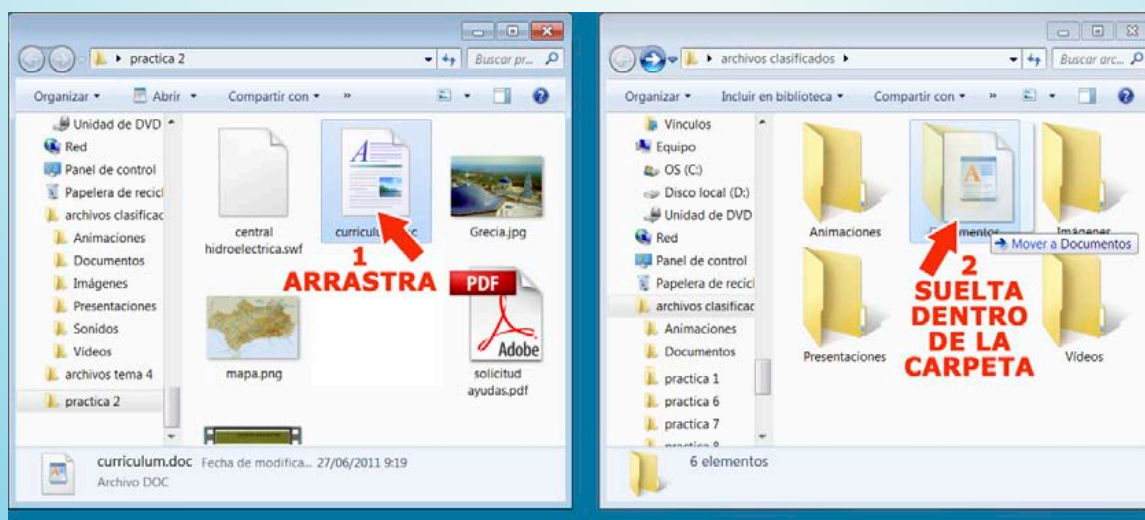 practica 2
Buscar pr...
Organizar
Abrir
Compartir con
»
Unidad de DVD
Red
Panel de control
Papelera de recicl
archivos clasificac
Animaciones
Documentos
Imágenes
Presentaciones
Sonidos
Videos
archivos tema 4
practica 2
central
hidroelectrica.swf
Grecia.jpg
1
ARRASTRA
mapa.png
PDF
Adobe
solicitud
ayudas.pdf
curriculum.doc Fecha de modifica... 27/06/2011 9:19
Archivo DOC
archivos clasificados
Buscar arc...
Organizar
Incluir en biblioteca
Compartir con
»
Vínculos
Equipo
OS (C:)
Disco local (D:)
Unidad de DVD
Red
Panel de control
Papelera de recicl
archivos clasificac
Animaciones
Documentos
practica 1
practica 6
practica 7
practica 8
Animaciones
Mover a Documentos
2
SUELTA
DENTRO
DE LA
CARPETA
Presentaciones
Vídeos
6 elementos